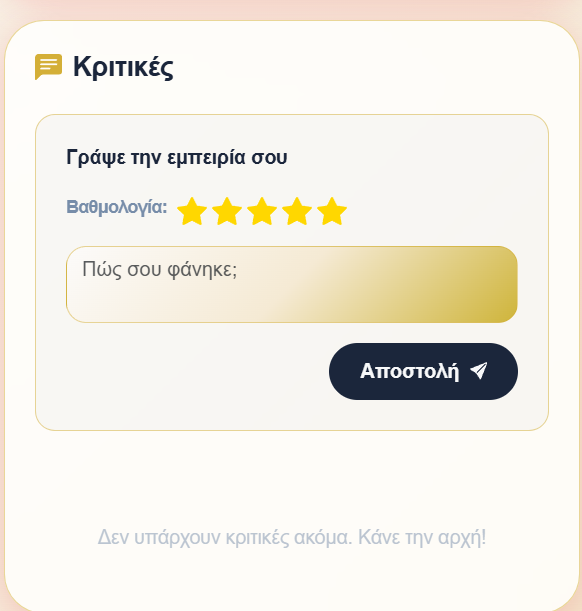 Κριτικές
Γράψε την εμπειρία σου
Βαθμολογία:
Πώς σου φάνηκε;
Αποστολή
Δεν υπάρχουν κριτικές ακόμα. Κάνε την αρχή!